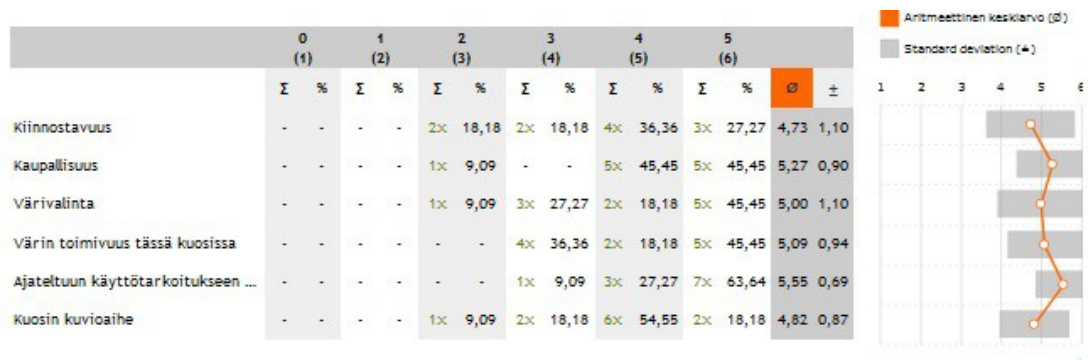 Aritmeettinen keskiarvo (Ø)
Standard deviation (±)
0 1 2 3 4 5
(1) (2) (3) (4) (5) (6)
Σ % Σ % Σ % Σ % Σ % Σ % Ø ±
1 2 3 4 5 6
Kiinnostavuus - - - - 2x 18,18 2x 18,18 4x 36,36 3x 27,27 4,73 1,10
Kaupallisuus - - - - 1x 9,09 - - 5x 45,45 5x 45,45 5,27 0,90
Värivalinta - - - - 1x 9,09 3x 27,27 2x 18,18 5x 45,45 5,00 1,10
Värin toimivuus tässä kuosissa - - - - - - 4x 36,36 2x 18,18 5x 45,45 5,09 0,94
Ajateltuun käyttötarkoitukseen ... - - - - - - 1x 9,09 3x 27,27 7x 63,64 5,55 0,69
Kuosin kuvioaihe - - - - 1x 9,09 2x 18,18 6x 54,55 2x 18,18 4,82 0,87